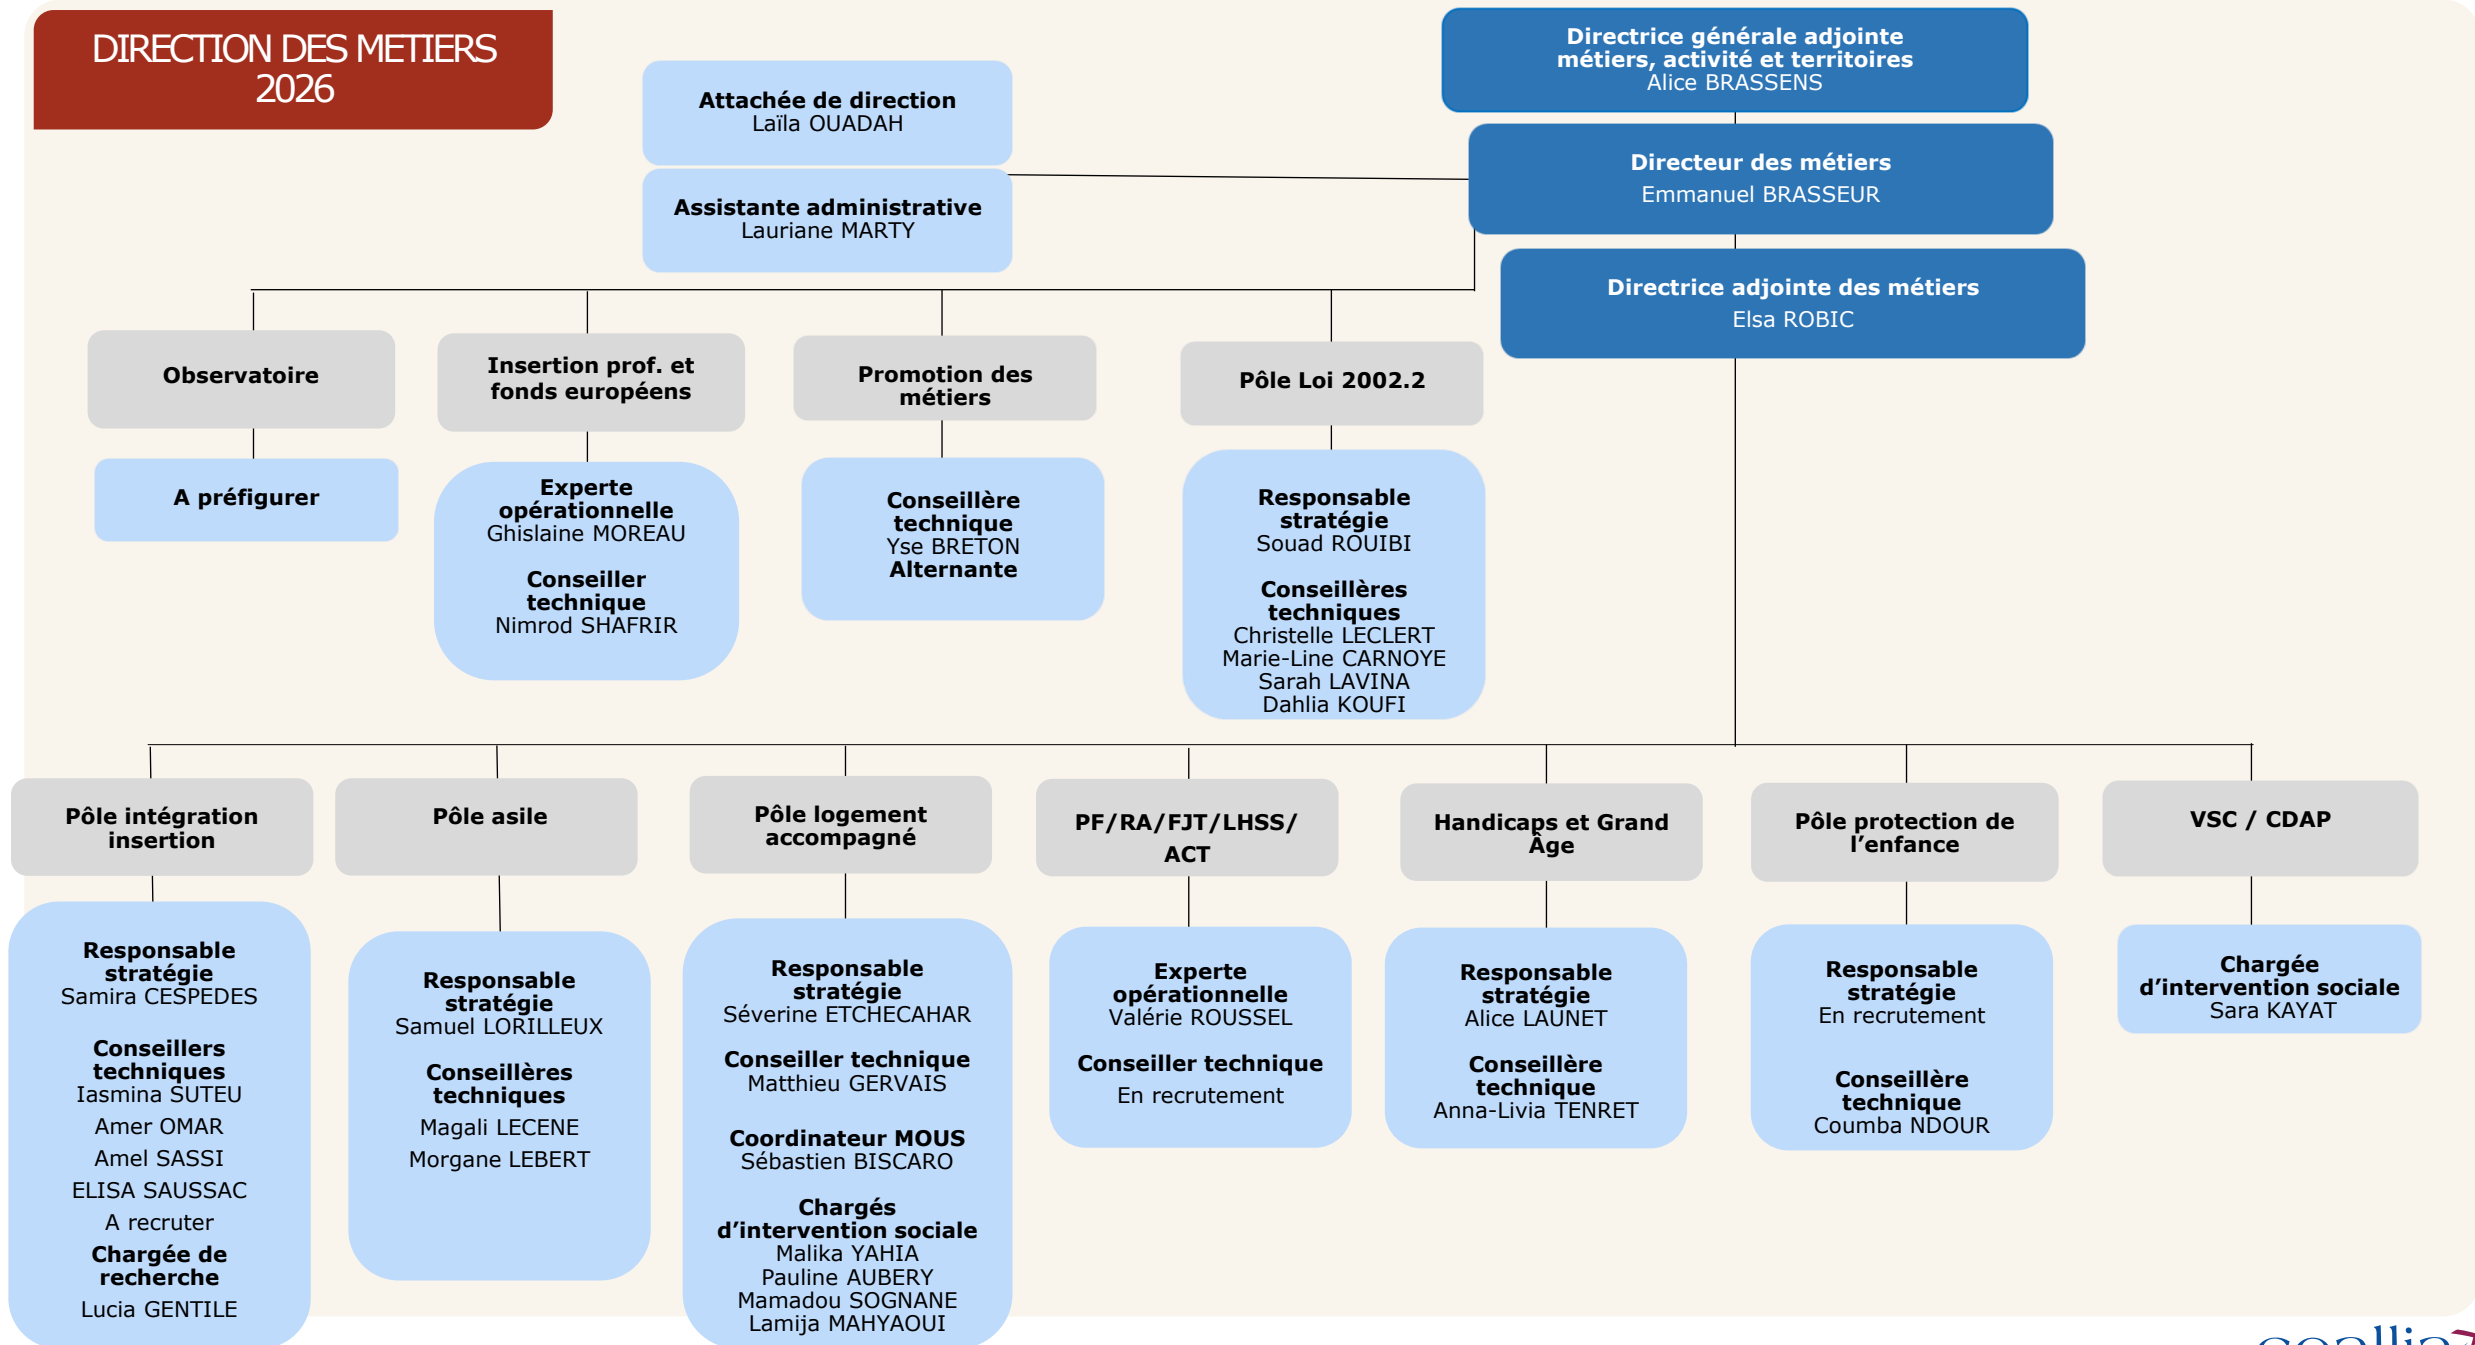 DIRECTION DES METIERS
2026
Directrice générale adjointe
métiers, activité et territoires
Alice BRASSENS
Attachée de direction
Laïla OUADAH
Directeur des métiers
Emmanuel BRASSEUR
Assistante administrative
Lauriane MARTY
Directrice adjointe des métiers
Elsa ROBIC
Observatoire
A préfigurer
Insertion prof. et
fonds européens
Experte
opérationnelle
Ghislaine MOREAU
Conseiller
technique
Nimrod SHAFRIR
Promotion des
métiers
Conseillère
technique
Yse BRETON
Alternante
Pôle Loi 2002.2
Responsable
stratégie
Souad ROUIBI
Conseillères
techniques
Christelle LECLERT
Marie-Line CARNOYE
Sarah LAVINA
Dahlia KOUFI
Pôle intégration
insertion
Responsable
stratégie
Samira CESPEDES
Conseillers
techniques
Iasmina SUTEU
Amer OMAR
Amel SASSI
ELISA SAUSSAC
A recruter
Chargée de
recherche
Lucia GENTILE
Pôle asile
Responsable
stratégie
Samuel LORILLEUX
Conseillères
techniques
Magali LECENE
Morgane LEBERT
Pôle logement
accompagné
Responsable
stratégie
Séverine ETCHECAHAR
Conseiller technique
Matthieu GERVAIS
Coordinateur MOUS
Sébastien BISCARO
Chargés
d’intervention sociale
Malika YAHIA
Pauline AUBERY
Mamadou SOGNANE
Lamija MAHYAOUI
PF/RA/FJT/LHSS/
ACT
Experte
opérationnelle
Valérie ROUSSEL
Conseiller technique
En recrutement
Handicaps et Grand
Âge
Responsable
stratégie
Alice LAUNET
Conseillère
technique
Anna-Livia TENRET
Pôle protection de
l’enfance
Responsable
stratégie
En recrutement
Conseillère
technique
Coumba NDOUR
VSC / CDAP
Chargée
d’intervention sociale
Sara KAYAT
coallia